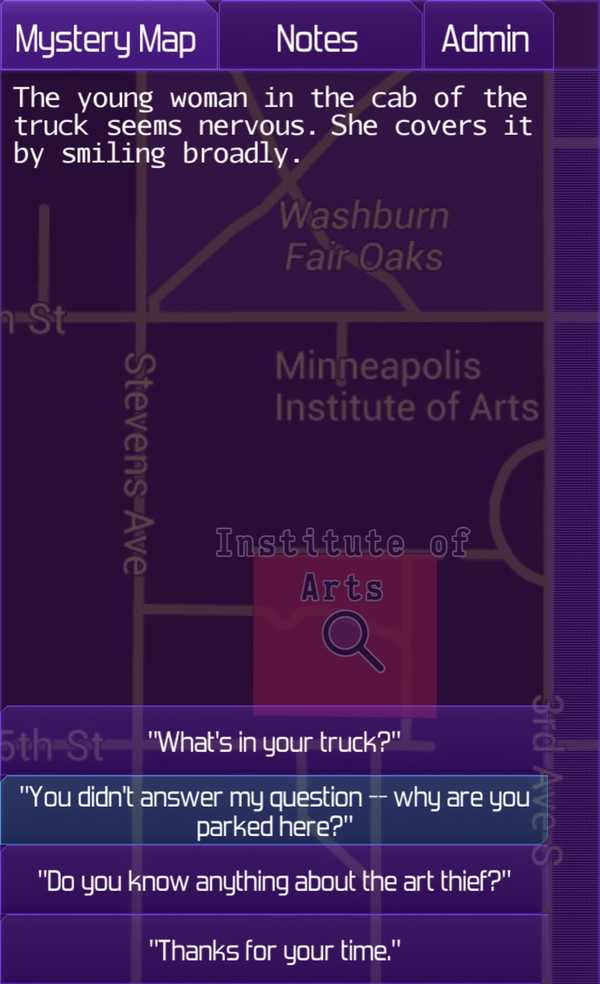 Mystery Map
Notes
Admin
The young woman in the cab of the
truck seems nervous. She covers it
by smiling broadly.
Washburn
Fair Oaks
h St
Minneapolis
Institute of Arts
Stevens Ave
Institute of
Arts
"What's in your truck?"
5th St
3rd Ave S
"You didn't answer my question -- why are you
parked here?"
"Do you know anything about the art thief?"
"Thanks for your time."